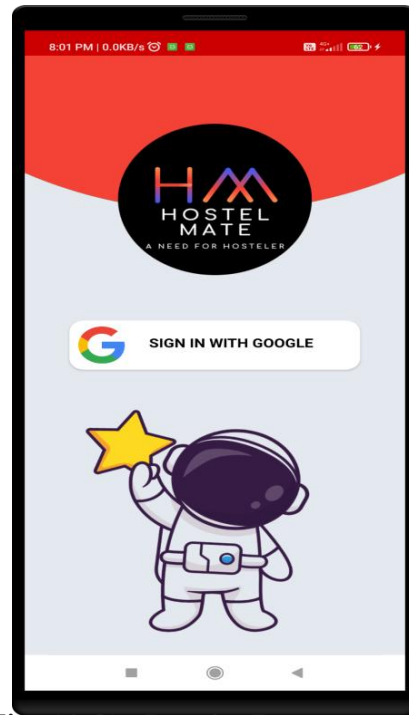 8:01 PM | 0.0KB/s
HM
HOSTEL
MATE
A NEED FOR HOSTELER
SIGN IN WITH GOOGLE